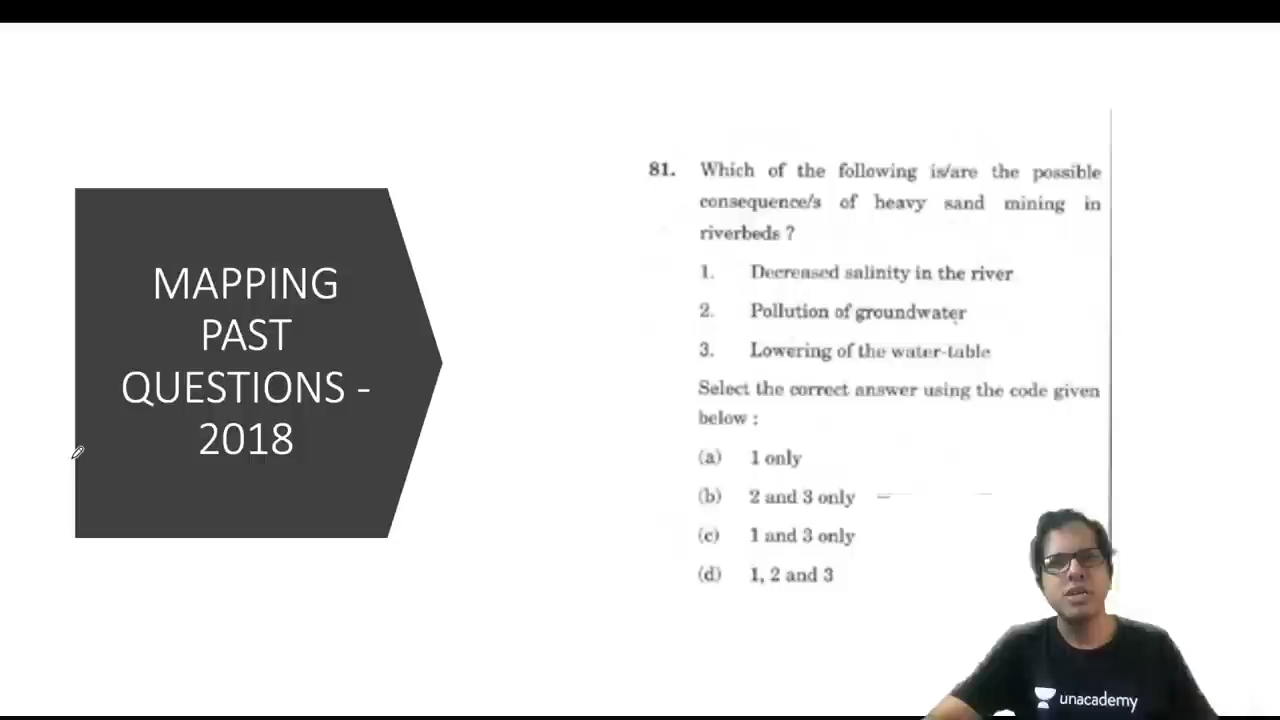 MAPPING
PAST
QUESTIONS -
2018
81. Which of the following is/are the possible
consequence/s of heavy sand mining in
riverbeds ?
1. Decreased salinity in the river
2. Pollution of groundwater
3. Lowering of the water-table
Select the correct answer using the code given
below :
(a) 1 only
(b) 2 and 3 only
(c) 1 and 3 only
(d) 1, 2 and 3
unacademy